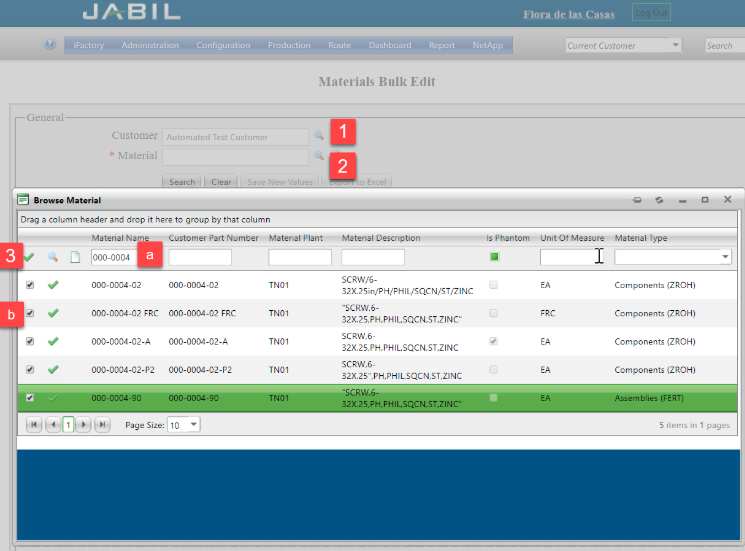 JABIL
Flora de las Casas
Log Out
iFactory Administration Configuration Production Route Dashboard Report NetApp
Current Customer
Search
Materials Bulk Edit
General
Customer Automated Test Customer 1
* Material 2
Search Clear Save New Values Export to Excel
Browse Material
Drag a column header and drop it here to group by that column
Material Name Customer Part Number Material Plant Material Description Is Phantom Unit Of Measure Material Type
3 000-0004 a
000-0004-02 000-0004-02 TN01 SCRW/6-32X.25in/PH/PHIL/SQCN/ST/ZINC EA Components (ZROH)
b 000-0004-02 FRC 000-0004-02 FRC TN01 "SCRW,6-32X.25,PH,PHIL,SQCN,ST,ZINC" FRC Components (ZROH)
000-0004-02-A 000-0004-02-A TN01 SCRW,6-32X.25,PH,PHIL,SQCN,ST,ZINC EA Components (ZROH)
000-0004-02-P2 000-0004-02-P2 TN01 SCRW,6-32X.25",PH,PHIL,SQCN,ST,ZINC EA Components (ZROH)
000-0004-90 000-0004-90 TN01 "SCRW,6-32X.25,PH,PHIL,SQCN,ST,ZINC" EA Assemblies (FERT)
1 Page Size: 10 5 items in 1 pages